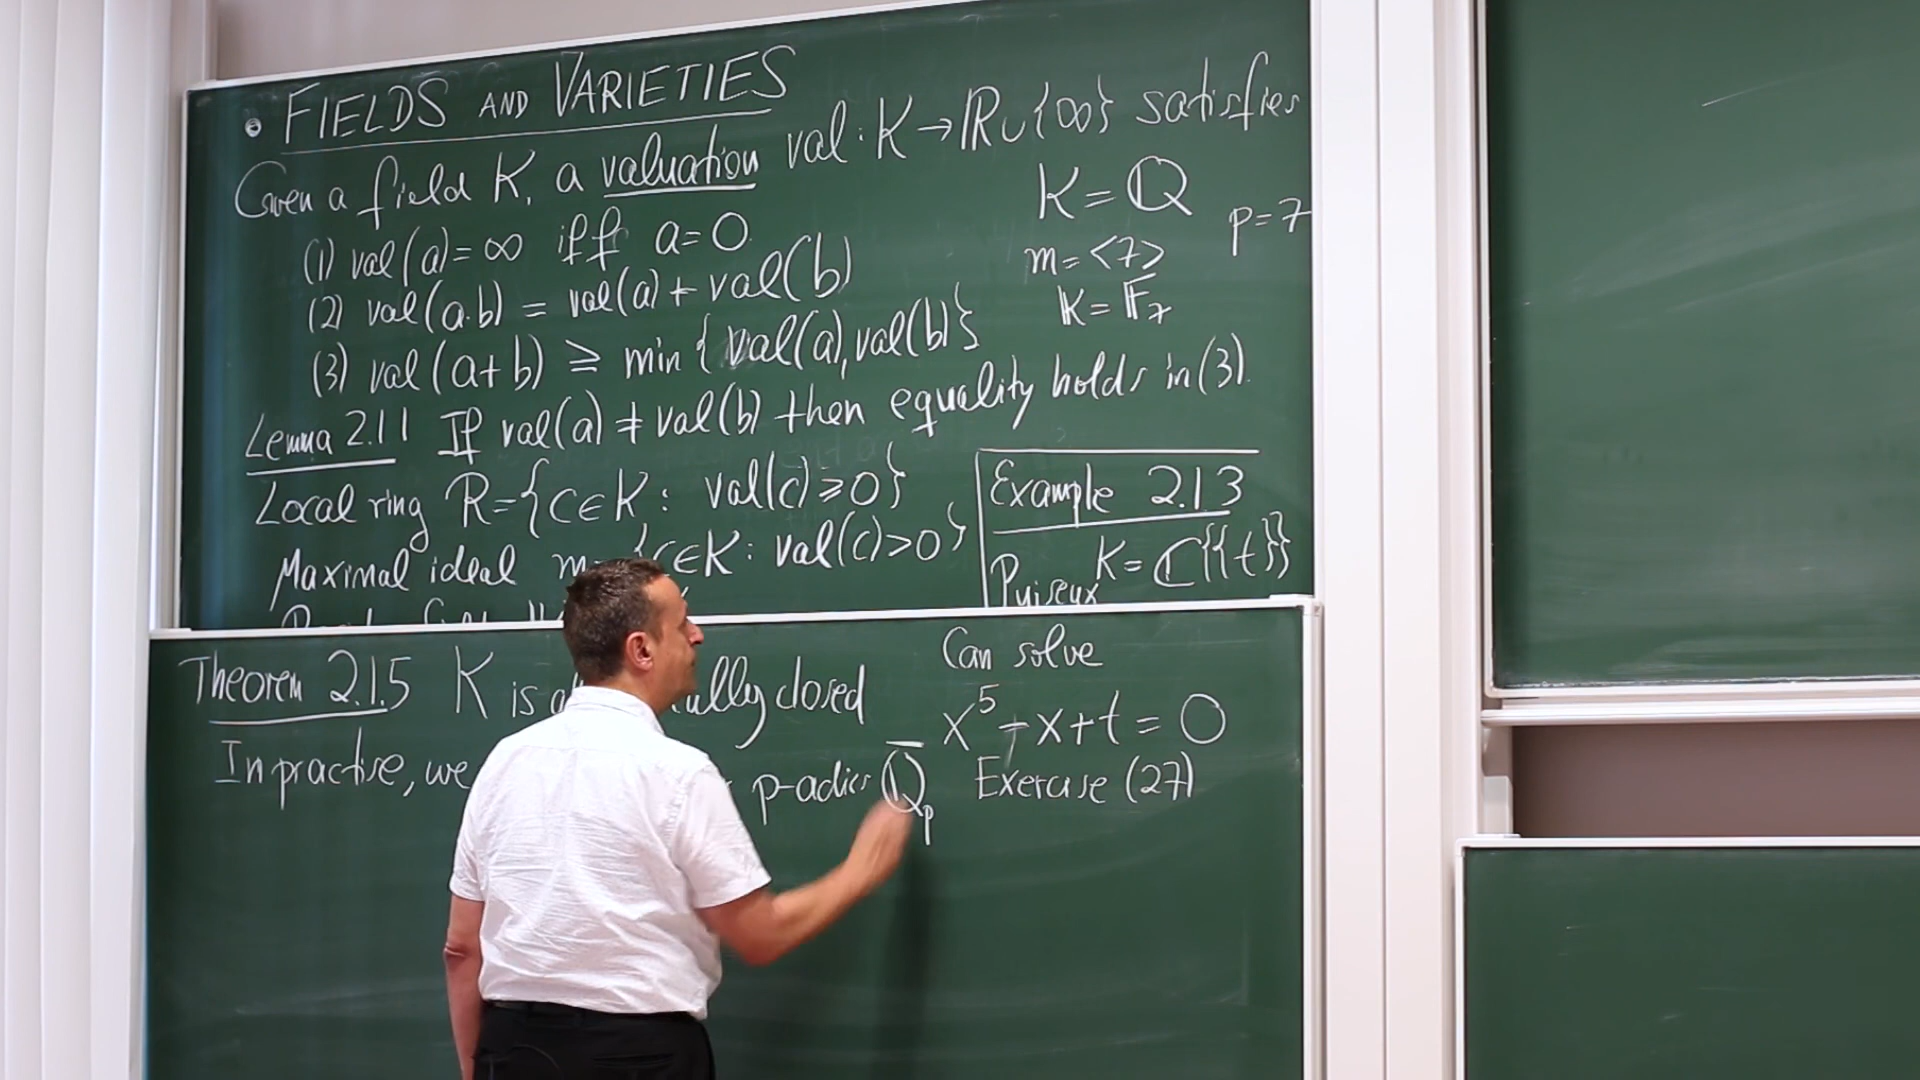 • FIELDS AND VARIETIES
Given a field K, a valuation val: K → ℝ∪{∞} satisfies
(1) val(a)=∞ iff a=0.
(2) val(a·b) = val(a)+val(b)
(3) val(a+b) ≥ min{val(a),val(b)}
K=ℚ p=7
m=<7>
𝕜=𝔽₇
Lemma 2.1.1 If val(a) ≠ val(b) then equality holds in (3).
Local ring R={c∈K: val(c)≥0}
Maximal ideal m={c∈K: val(c)>0}
Example 2.1.3
K=ℂ{{t}}
Puiseux
Theorem 2.1.5 K is closed
In practise, we p-adics ℚ̅ₚ
Can solve
x⁵+x+t=0
Exercise (27)